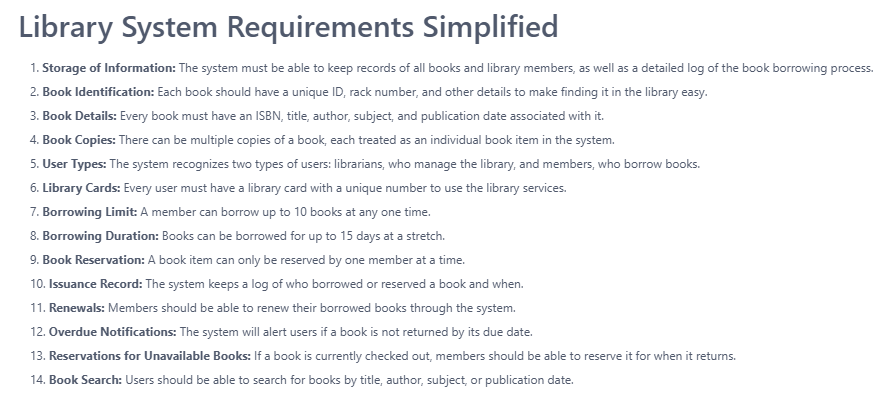 Library System Requirements Simplified
1. Storage of Information: The system must be able to keep records of all books and library members, as well as a detailed log of the book borrowing process.
2. Book Identification: Each book should have a unique ID, rack number, and other details to make finding it in the library easy.
3. Book Details: Every book must have an ISBN, title, author, subject, and publication date associated with it.
4. Book Copies: There can be multiple copies of a book, each treated as an individual book item in the system.
5. User Types: The system recognizes two types of users: librarians, who manage the library, and members, who borrow books.
6. Library Cards: Every user must have a library card with a unique number to use the library services.
7. Borrowing Limit: A member can borrow up to 10 books at any one time.
8. Borrowing Duration: Books can be borrowed for up to 15 days at a stretch.
9. Book Reservation: A book item can only be reserved by one member at a time.
10. Issuance Record: The system keeps a log of who borrowed or reserved a book and when.
11. Renewals: Members should be able to renew their borrowed books through the system.
12. Overdue Notifications: The system will alert users if a book is not returned by its due date.
13. Reservations for Unavailable Books: If a book is currently checked out, members should be able to reserve it for when it returns.
14. Book Search: Users should be able to search for books by title, author, subject, or publication date.